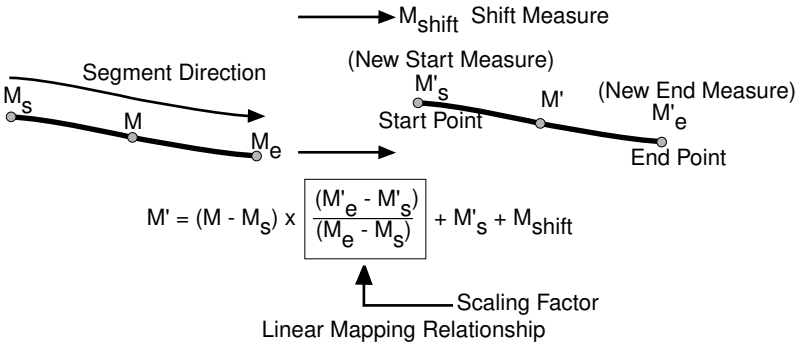 M_shift Shift Measure
(New Start Measure)
Segment Direction
M_s
M
M_e
M'_s
Start Point
M'
(New End Measure)
M'_e
End Point
M' = (M - M_s) x (M'_e - M'_s) / (M_e - M_s) + M'_s + M_shift
Scaling Factor
Linear Mapping Relationship